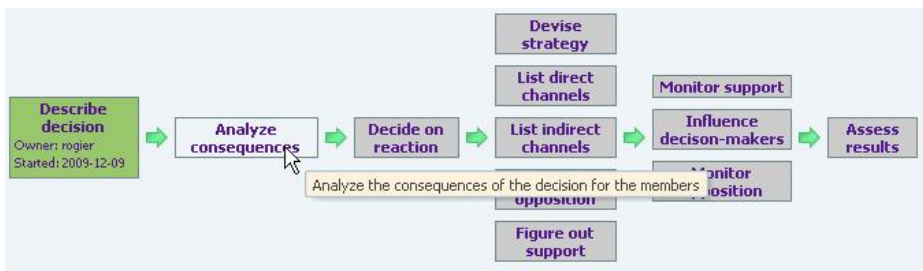 Describe
decision
Owner: rogier
Started: 2009-12-09
Analyze
consequences
Decide on
reaction
Devise
strategy
List direct
channels
List indirect
channels
opposition
Figure out
support
Monitor support
Influence
decison-makers
Assess
results
Analyze the consequences of the decision for the members